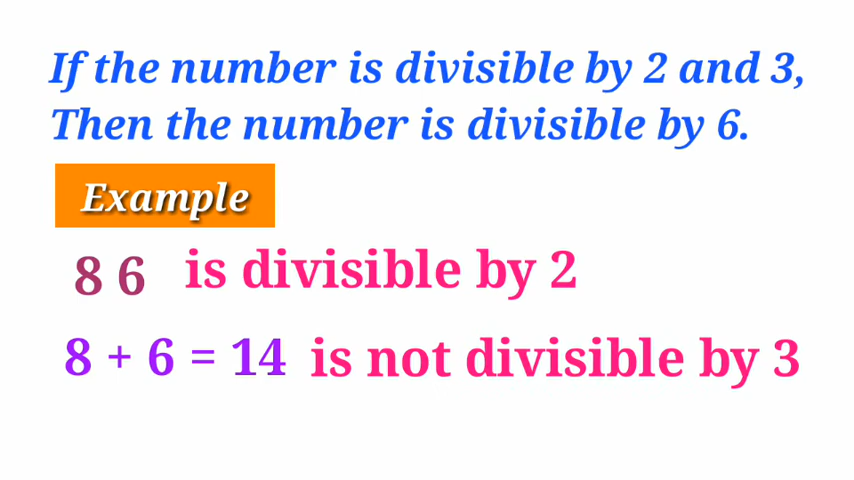 If the number is divisible by 2 and 3,
Then the number is divisible by 6.
Example
8 6 is divisible by 2
8 + 6 = 14 is not divisible by 3